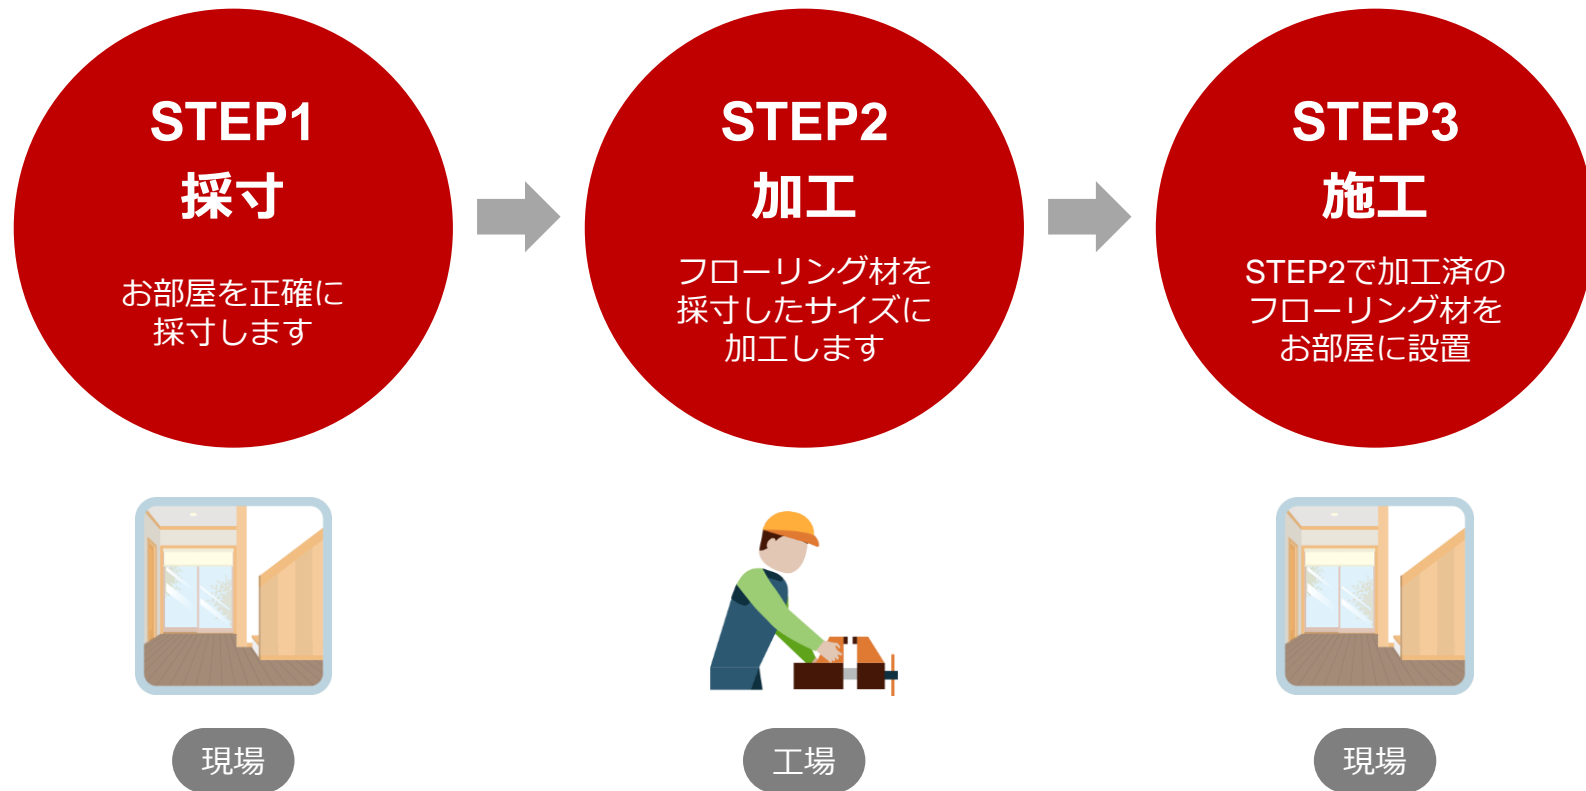 STEP1
採寸
お部屋を正確に
採寸します
STEP2
加工
フローリング材を
採寸したサイズに
加工します
STEP3
施工
STEP2で加工済の
フローリング材を
お部屋に設置
現場
工場
現場